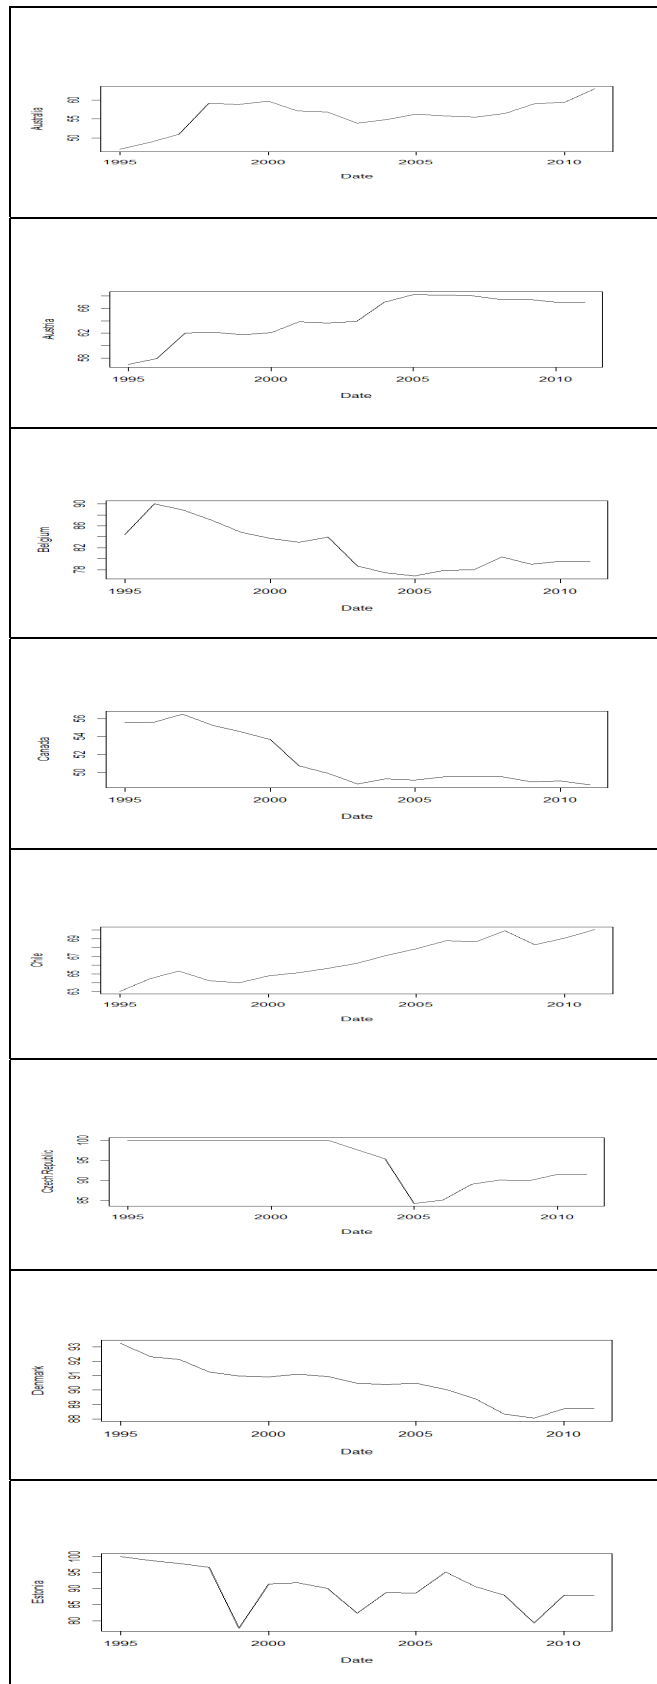 Australia
50 55 60
1995 2000 2005 2010
Date
Austria
58 62 66
1995 2000 2005 2010
Date
Belgium
78 82 86 90
1995 2000 2005 2010
Date
Canada
50 52 54 56
1995 2000 2005 2010
Date
Chile
63 65 67 69
1995 2000 2005 2010
Date
Czech Republic
85 90 95 100
1995 2000 2005 2010
Date
Denmark
88 89 90 91 92 93
1995 2000 2005 2010
Date
Estonia
80 85 90 95 100
1995 2000 2005 2010
Date